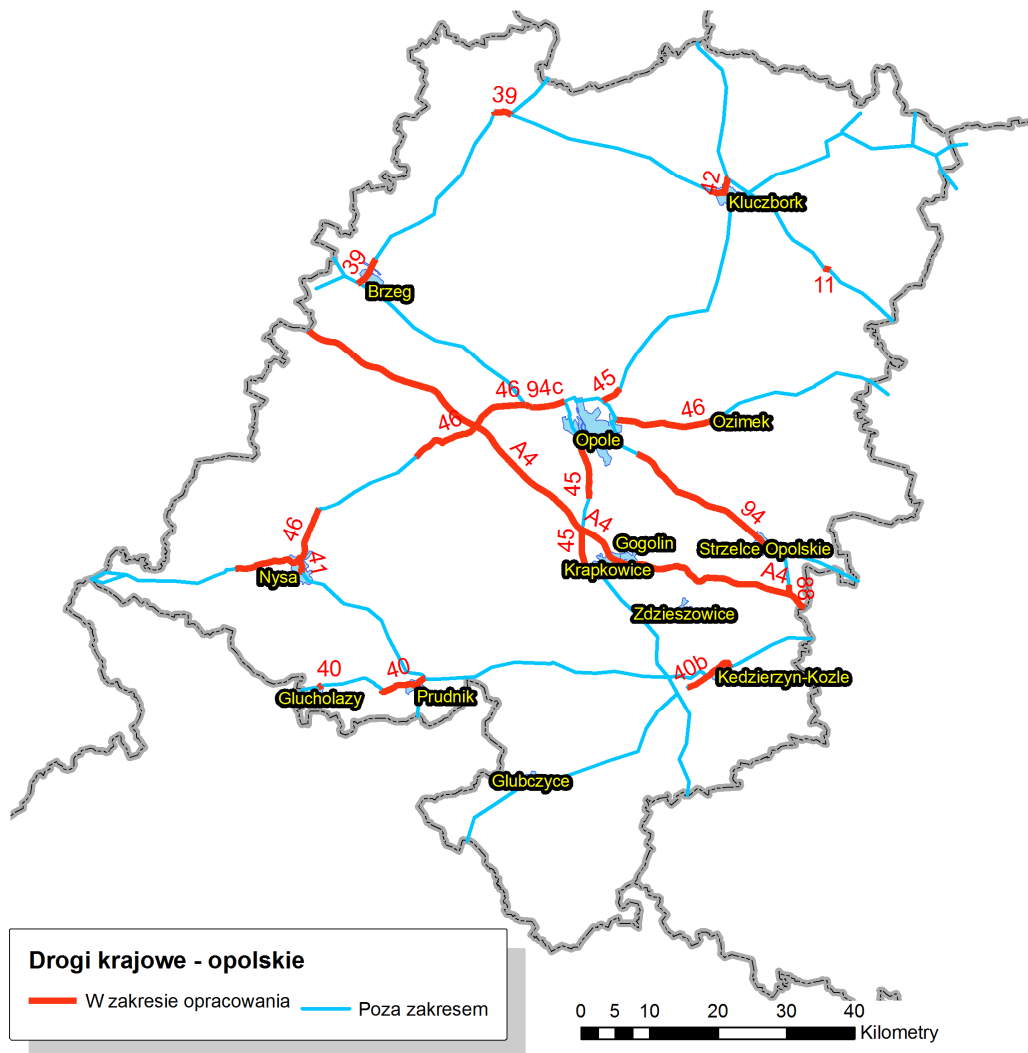 39
42
Kluczbork
39
Brzeg
11
46
94c
45
46
46
Ozimek
Opole
A4
45
94
A4
45
Gogolin
Strzelce Opolskie
46
41
Krapkowice
A4
88
Nysa
Zdzieszowice
40
40
40b
Kedzierzyn-Kozle
Glucholazy
Prudnik
Glubczyce
Drogi krajowe - opolskie
W zakresie opracowania
Poza zakresem
0 5 10 20 30 40
Kilometry